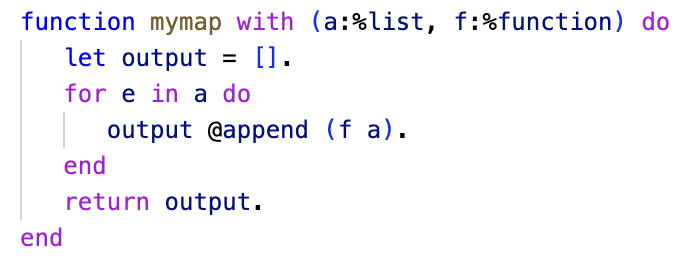 function mymap with (a:%list, f:%function) do
   let output = [].
   for e in a do
      output @append (f a).
   end
   return output.
end